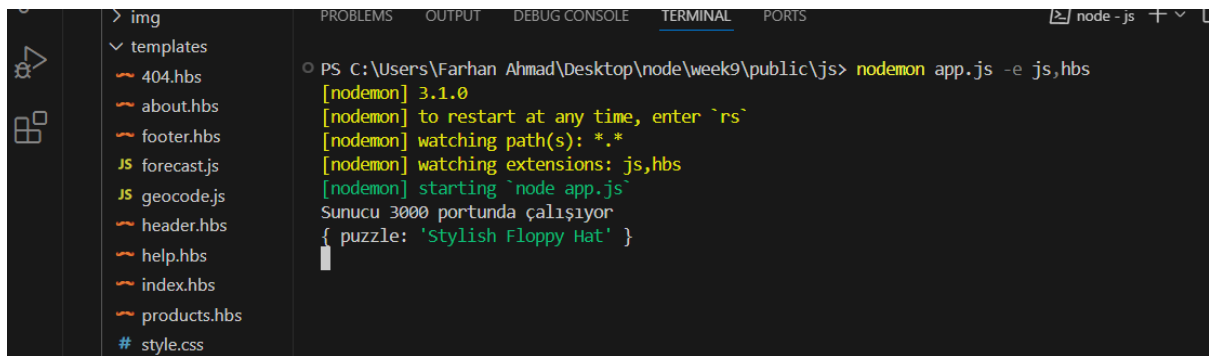 img
templates
404.hbs
about.hbs
footer.hbs
JS forecast.js
JS geocode.js
header.hbs
help.hbs
index.hbs
products.hbs
# style.css
PROBLEMS OUTPUT DEBUG CONSOLE TERMINAL PORTS node - js
PS C:\Users\Farhan Ahmad\Desktop\node\week9\public\js> nodemon app.js -e js,hbs
[nodemon] 3.1.0
[nodemon] to restart at any time, enter `rs`
[nodemon] watching path(s): *.*
[nodemon] watching extensions: js,hbs
[nodemon] starting `node app.js`
Sunucu 3000 portunda çalışıyor
{ puzzle: 'Stylish Floppy Hat' }